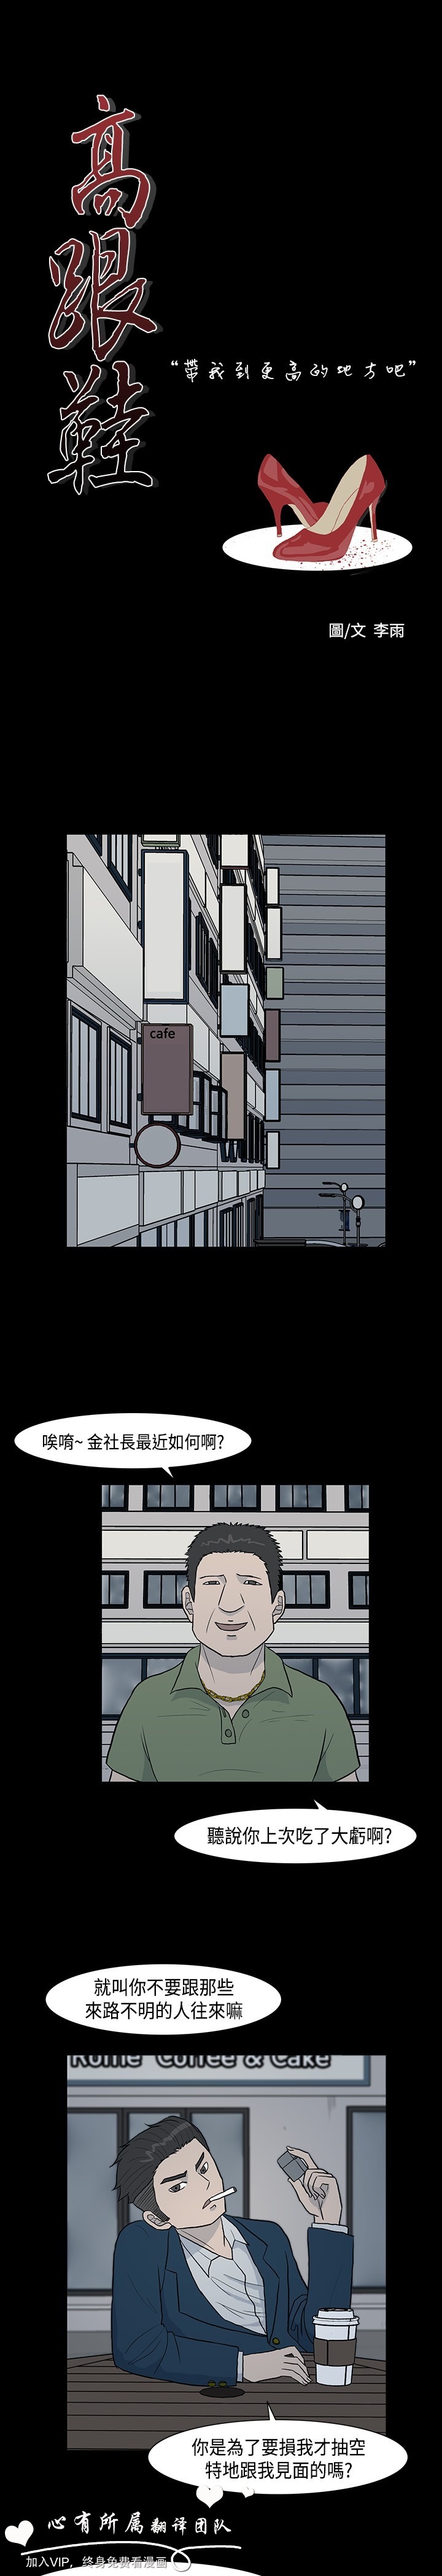 高跟鞋
“帶我到更高的地方吧”
圖/文 李雨
cafe
唉唷~ 金社長最近如何啊?
聽說你上次吃了大虧啊?
就叫你不要跟那些
來路不明的人往來嘛
Rome Coffee & Cake
你是為了要損我才抽空
特地跟我見面的嗎?
心有所属翻译团队
加入VIP，终身免费看漫画